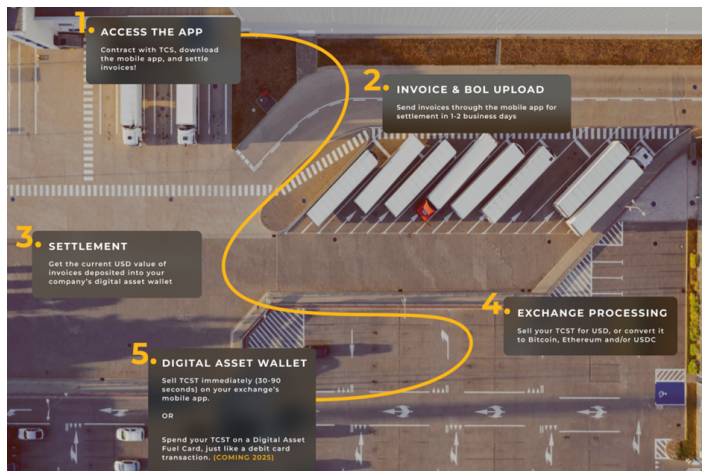 1.
ACCESS THE APP
Contract with TCS, download
the mobile app, and settle
invoices!
2.
INVOICE & BOL UPLOAD
Send invoices through the mobile app for
settlement in 1-2 business days
3.
SETTLEMENT
Get the current USD value of
invoices deposited into your
company's digital asset wallet
4.
EXCHANGE PROCESSING
Sell your TCST for USD, or convert it
to Bitcoin, Ethereum and/or USDC
5.
DIGITAL ASSET WALLET
Sell TCST immediately (30-90
seconds) on your exchange's
mobile app.
OR
Spend your TCST on a Digital Asset
Fuel Card, just like a debit card
transaction. (COMING 2025)